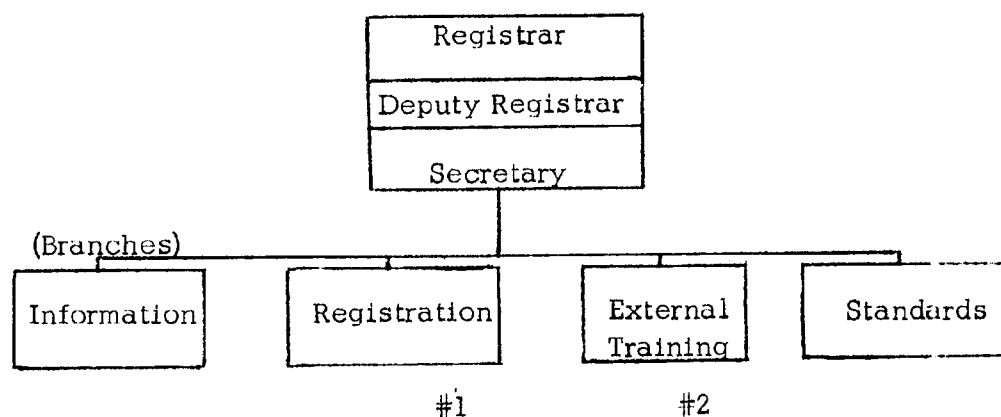 Registrar
Deputy Registrar
Secretary
(Branches)
Information
Registration
External
Training
Standards
#1
#2